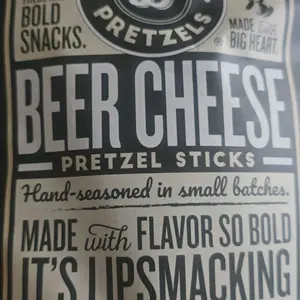 BOLD
SNACKS.
PRETZELS
®
MADE with
BIG HEART.
BEER CHEESE
PRETZEL STICKS
Hand-seasoned in small batches.
MADE with FLAVOR SO BOLD
IT'S LIPSMACKING